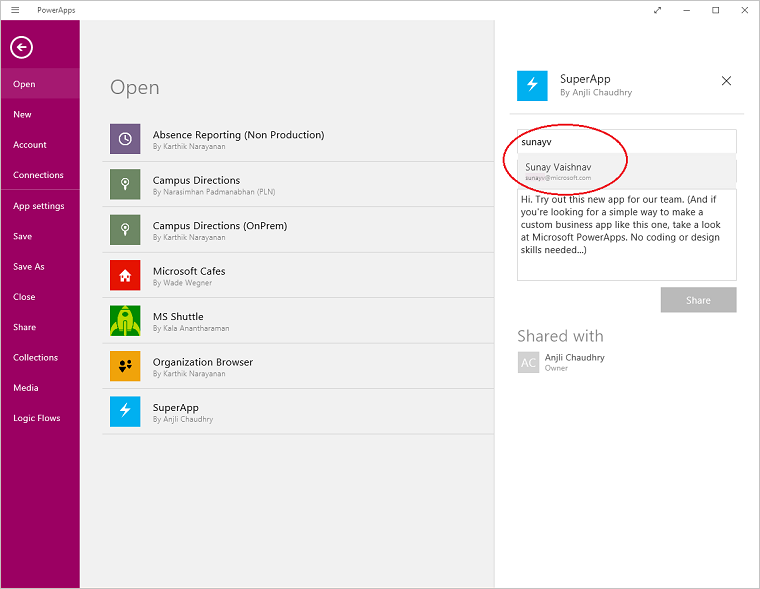 PowerApps
Open
New
Account
Connections
App settings
Save
Save As
Close
Share
Collections
Media
Logic Flows
Open
Absence Reporting (Non Production)
By Karthik Narayanan
Campus Directions
By Narasimhan Padmanabhan (PLN)
Campus Directions (OnPrem)
By Karthik Narayanan
Microsoft Cafes
By Wade Wegner
MS Shuttle
By Kala Anantharaman
Organization Browser
By Karthik Narayanan
SuperApp
By Anjli Chaudhry
SuperApp
By Anjli Chaudhry
sunayv
Sunay Vaishnav
sunayv@microsoft.com
Hi. Try out this new app for our team. (And if
you're looking for a simple way to make a
custom business app like this one, take a look
at Microsoft PowerApps. No coding or design
skills needed...)
Share
Shared with
AC
Anjli Chaudhry
Owner